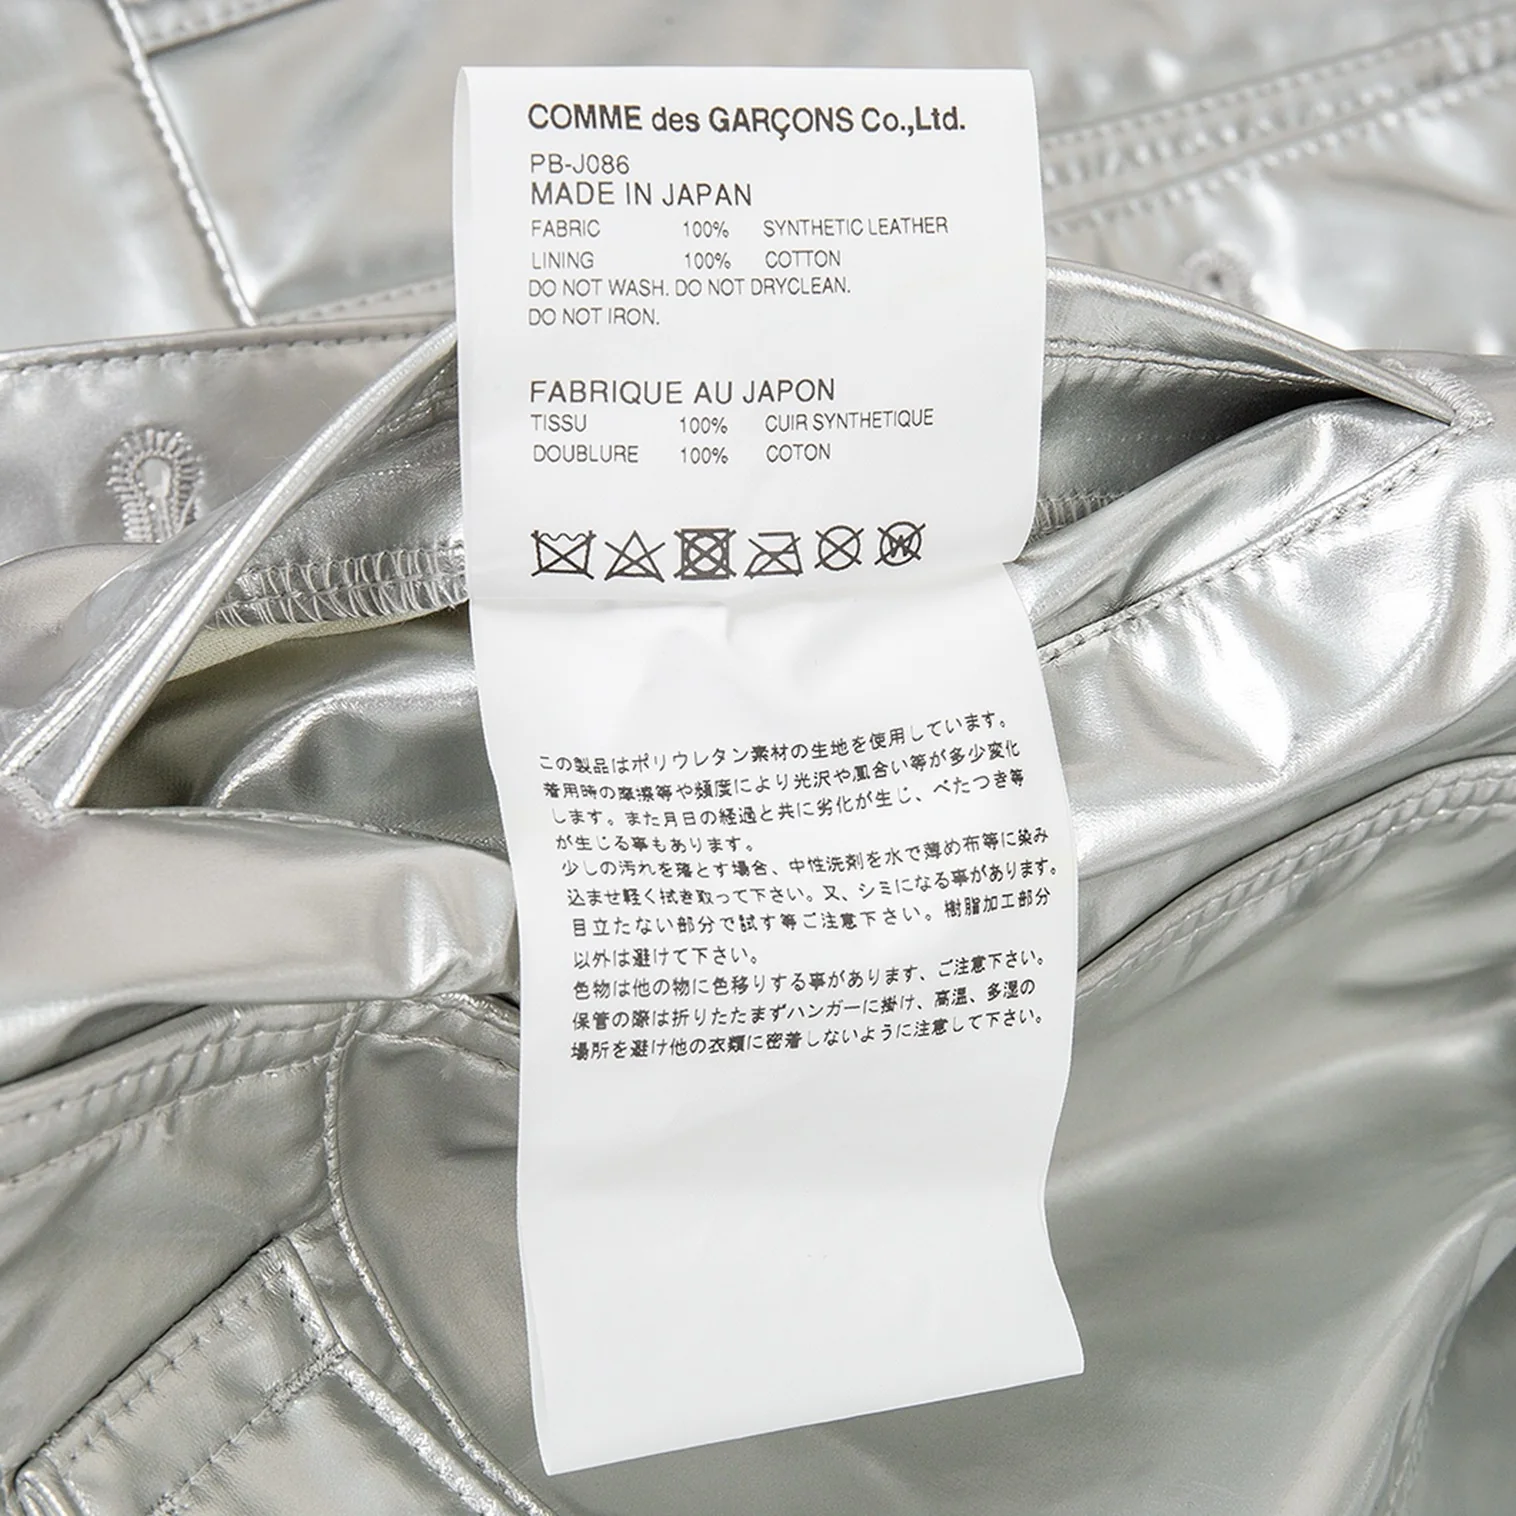 COMME des GARÇONS Co.,Ltd.
PB-J086
MADE IN JAPAN
FABRIC 100% SYNTHETIC LEATHER
LINING 100% COTTON
DO NOT WASH. DO NOT DRYCLEAN.
DO NOT IRON.
FABRIQUE AU JAPON
TISSU 100% CUIR SYNTHETIQUE
DOUBLURE 100% COTON
W
この製品はポリウレタン素材の生地を使用しています。
着用時の摩擦等や頻度により光沢や風合い等が多少変化
します。また月日の経過と共に劣化が生じ、べたつき等
が生じる事もあります。
少しの汚れを落とす場合、中性洗剤を水で薄め布等に染み
込ませ軽く拭き取って下さい。又、シミになる事があります。
目立たない部分で試す等ご注意下さい。樹脂加工部分
以外は避けて下さい。
色物は他の物に色移りする事があります、ご注意下さい。
保管の際は折りたたまずハンガーに掛け、高温、多湿の
場所を避け他の衣類に密着しないように注意して下さい。